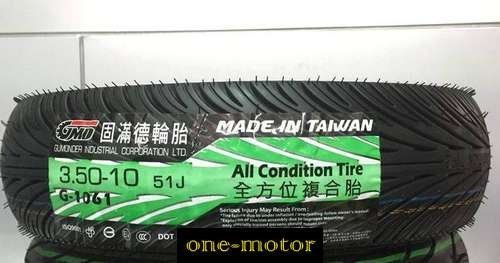 GMD 固滿德輪胎
GUMONDER INDUSTRIAL CORPORATION LTD.
MADE IN TAIWAN
3.50-10 51J
G-1061
All Condition Tire
全方位複合胎
Serious Injury May Result From:
DOT
one-motor